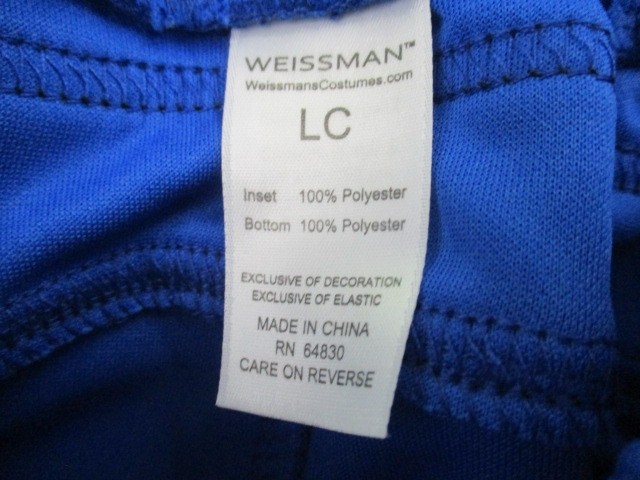 WEISSMAN™
WeissmansCostumes.com
LC
Inset 100% Polyester
Bottom 100% Polyester
EXCLUSIVE OF DECORATION
EXCLUSIVE OF ELASTIC
MADE IN CHINA
RN 64830
CARE ON REVERSE